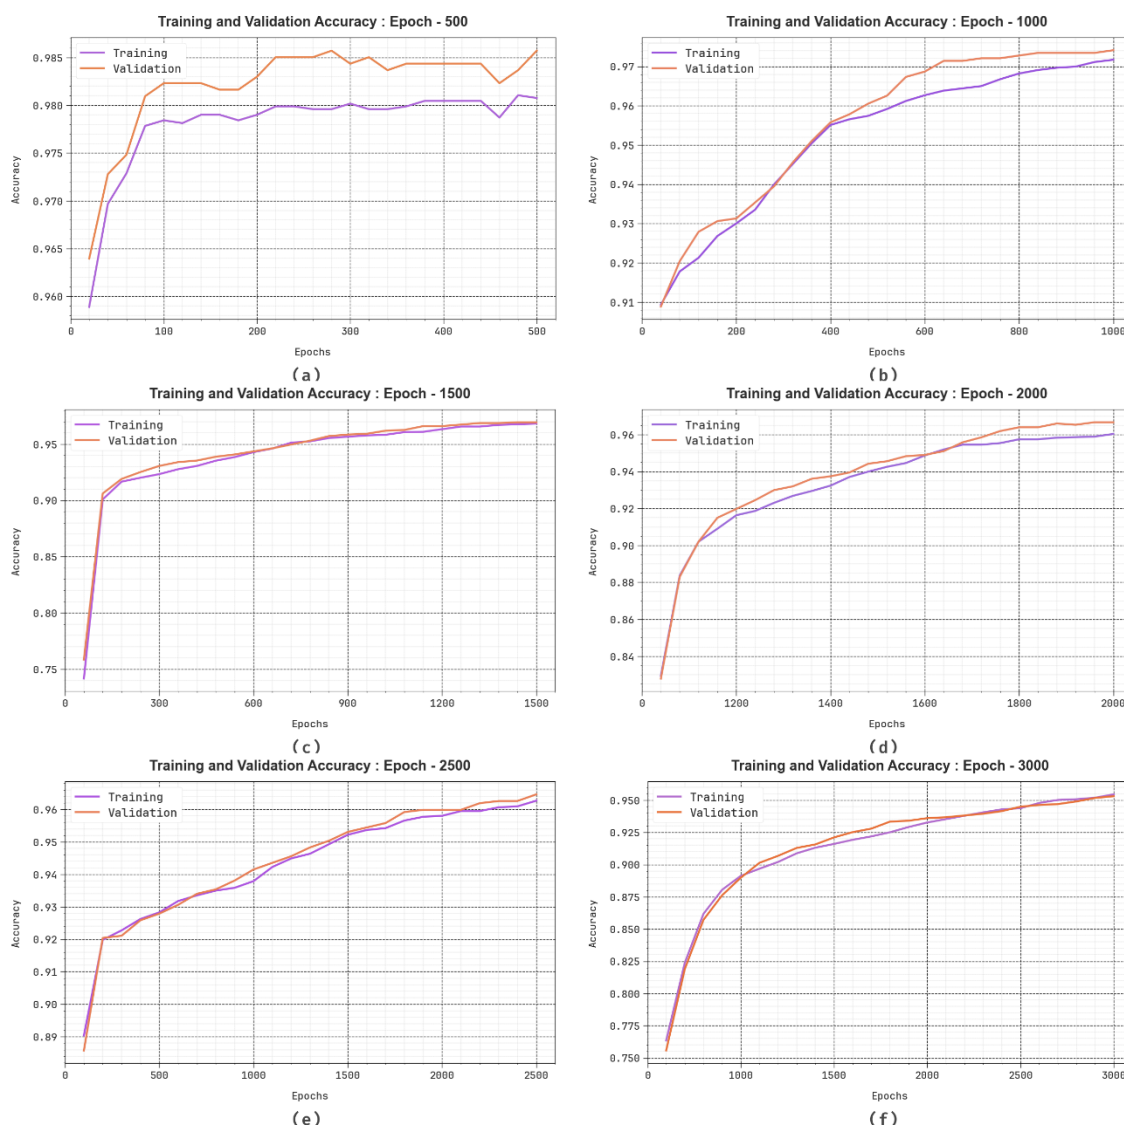 Training and Validation Accuracy : Epoch - 500
Training
Validation
0.985
0.980
0.975
0.970
0.965
0.960
Accuracy
0 100 200 300 400 500
Epochs
(a)
Training and Validation Accuracy : Epoch - 1000
Training
Validation
0.97
0.96
0.95
0.94
0.93
0.92
0.91
Accuracy
0 200 400 600 800 1000
Epochs
(b)
Training and Validation Accuracy : Epoch - 1500
Training
Validation
0.95
0.90
0.85
0.80
0.75
Accuracy
0 300 600 900 1200 1500
Epochs
(c)
Training and Validation Accuracy : Epoch - 2000
Training
Validation
0.96
0.94
0.92
0.90
0.88
0.86
0.84
Accuracy
0 1200 1400 1600 1800 2000
Epochs
(d)
Training and Validation Accuracy : Epoch - 2500
Training
Validation
0.96
0.95
0.94
0.93
0.92
0.91
0.90
0.89
Accuracy
0 500 1000 1500 2000 2500
Epochs
(e)
Training and Validation Accuracy : Epoch - 3000
Training
Validation
0.950
0.925
0.900
0.875
0.850
0.825
0.800
0.775
0.750
Accuracy
0 1000 1500 2000 2500 3000
Epochs
(f)